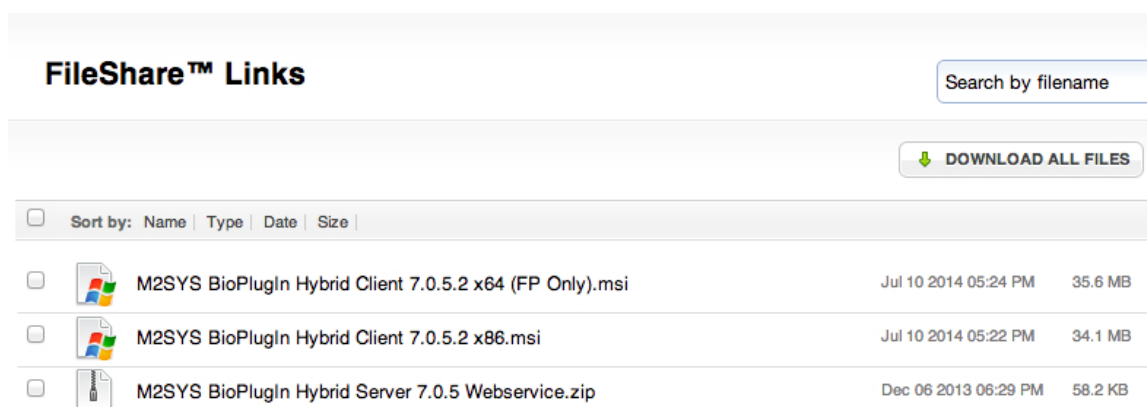 FileShare™ Links
Search by filename
DOWNLOAD ALL FILES
Sort by: Name Type Date Size
M2SYS BioPlugIn Hybrid Client 7.0.5.2 x64 (FP Only).msi Jul 10 2014 05:24 PM 35.6 MB
M2SYS BioPlugIn Hybrid Client 7.0.5.2 x86.msi Jul 10 2014 05:22 PM 34.1 MB
M2SYS BioPlugIn Hybrid Server 7.0.5 Webservice.zip Dec 06 2013 06:29 PM 58.2 KB